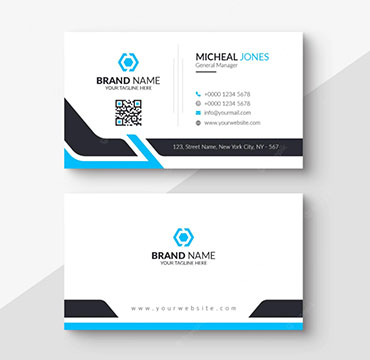 MICHEAL JONES
General Manager
BRAND NAME
YOUR TAGLINE HERE
+0000 1234 5678
+0000 1234 5678
info@yourwebsite.com
www.yourwebsite.com
123, Street Name, New York City, NY - 567
BRAND NAME
YOUR TAGLINE HERE
www.yourwebsite.com